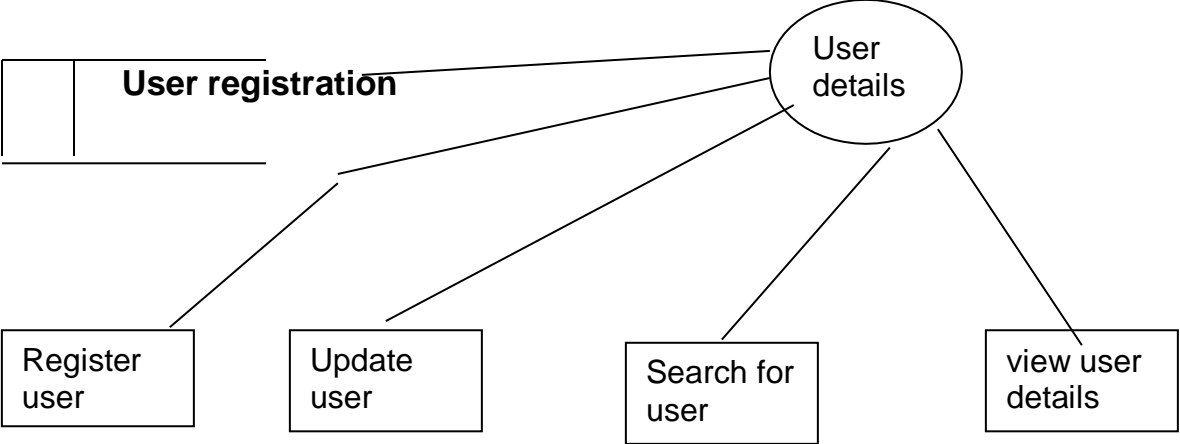 User
details
User registration
Register
user
Update
user
Search for
user
view user
details